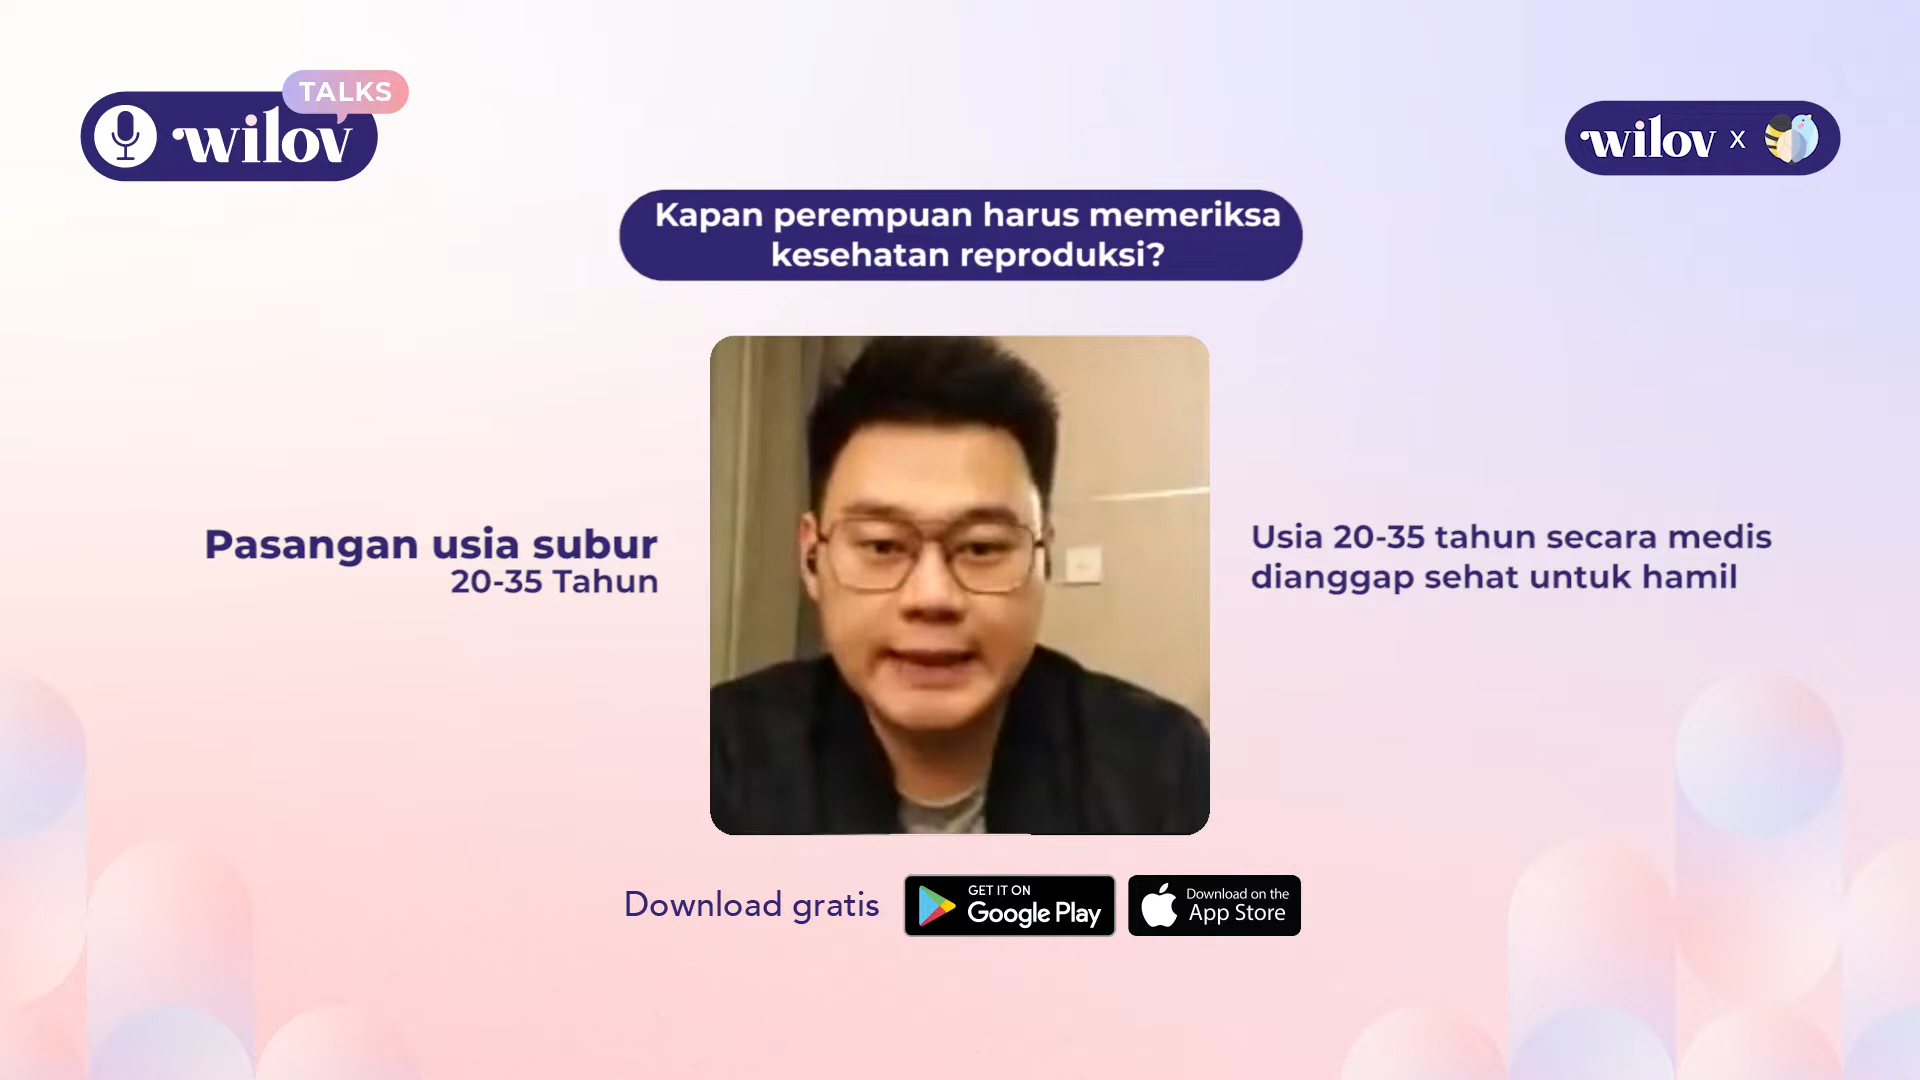 TALKS
wilov
wilov x
Kapan perempuan harus memeriksa
kesehatan reproduksi?
Pasangan usia subur
20-35 Tahun
Usia 20-35 tahun secara medis
dianggap sehat untuk hamil
Download gratis
GET IT ON
Google Play
Download on the
App Store